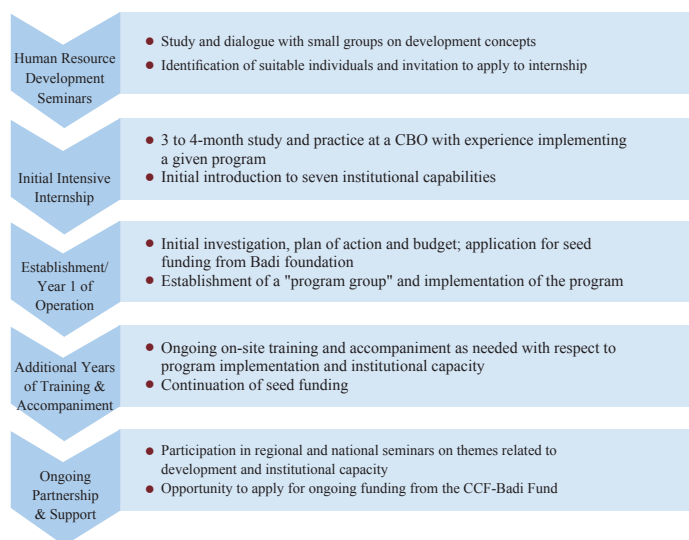 Human Resource
Development
Seminars
• Study and dialogue with small groups on development concepts
• Identification of suitable individuals and invitation to apply to internship
Initial Intensive
Internship
• 3 to 4-month study and practice at a CBO with experience implementing
a given program
• Initial introduction to seven institutional capabilities
Establishment/
Year 1 of
Operation
• Initial investigation, plan of action and budget; application for seed
funding from Badi foundation
• Establishment of a "program group" and implementation of the program
Additional Years
of Training &
Accompaniment
• Ongoing on-site training and accompaniment as needed with respect to
program implementation and institutional capacity
• Continuation of seed funding
Ongoing
Partnership
& Support
• Participation in regional and national seminars on themes related to
development and institutional capacity
• Opportunity to apply for ongoing funding from the CCF-Badi Fund